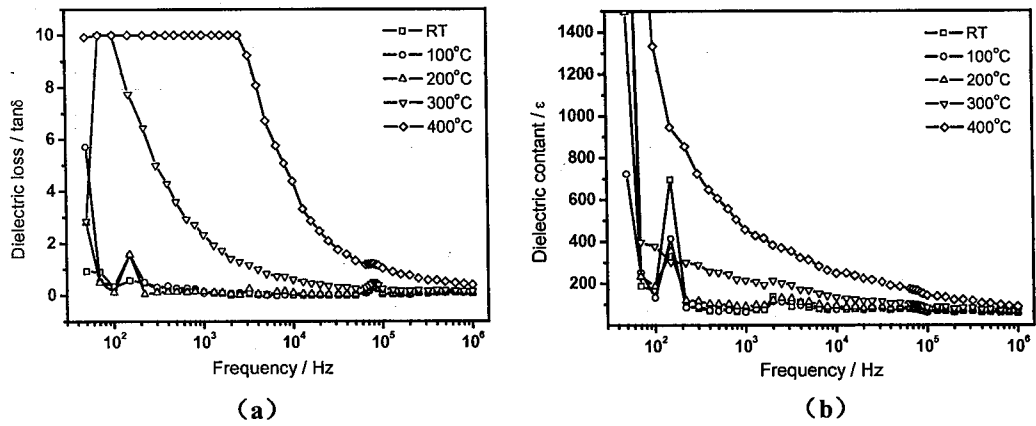 10
8
6
4
2
0
Dielectric loss / tanδ
RT
100°C
200°C
300°C
400°C
10² 10³ 10⁴ 10⁵ 10⁶
Frequency / Hz
(a)
1400
1200
1000
800
600
400
200
Dielectric contant / ε
RT
100°C
200°C
300°C
400°C
10² 10³ 10⁴ 10⁵ 10⁶
Frequency / Hz
(b)